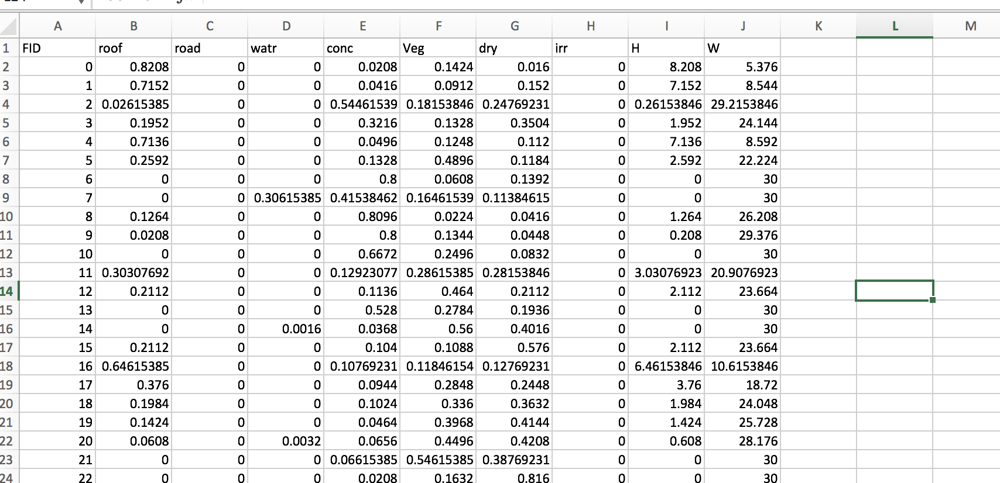 A B C D E F G H I J K L M
1 FID roof road watr conc Veg dry irr H W
2 0 0.8208 0 0 0.0208 0.1424 0.016 0 8.208 5.376
3 1 0.7152 0 0 0.0416 0.0912 0.152 0 7.152 8.544
4 2 0.02615385 0 0 0.54461539 0.18153846 0.24769231 0 0.26153846 29.2153846
5 3 0.1952 0 0 0.3216 0.1328 0.3504 0 1.952 24.144
6 4 0.7136 0 0 0.0496 0.1248 0.112 0 7.136 8.592
7 5 0.2592 0 0 0.1328 0.4896 0.1184 0 2.592 22.224
8 6 0 0 0 0.8 0.0608 0.1392 0 0 30
9 7 0 0 0.30615385 0.41538462 0.16461539 0.11384615 0 0 30
10 8 0.1264 0 0 0.8096 0.0224 0.0416 0 1.264 26.208
11 9 0.0208 0 0 0.8 0.1344 0.0448 0 0.208 29.376
12 10 0 0 0 0.6672 0.2496 0.0832 0 0 30
13 11 0.30307692 0 0 0.12923077 0.28615385 0.28153846 0 3.03076923 20.9076923
14 12 0.2112 0 0 0.1136 0.464 0.2112 0 2.112 23.664
15 13 0 0 0 0.528 0.2784 0.1936 0 0 30
16 14 0 0 0.0016 0.0368 0.56 0.4016 0 0 30
17 15 0.2112 0 0 0.104 0.1088 0.576 0 2.112 23.664
18 16 0.64615385 0 0 0.10769231 0.11846154 0.12769231 0 6.46153846 10.6153846
19 17 0.376 0 0 0.0944 0.2848 0.2448 0 3.76 18.72
20 18 0.1984 0 0 0.1024 0.336 0.3632 0 1.984 24.048
21 19 0.1424 0 0 0.0464 0.3968 0.4144 0 1.424 25.728
22 20 0.0608 0 0.0032 0.0656 0.4496 0.4208 0 0.608 28.176
23 21 0 0 0 0.06615385 0.54615385 0.38769231 0 0 30
24 22 0 0 0 0.0208 0.1632 0.816 0 0 30